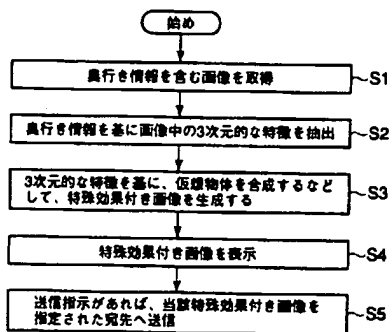 始め
奥行き情報を含む画像を取得
S1
奥行き情報を基に画像中の3次元的な特徴を抽出
S2
3次元的な特徴を基に、仮想物体を合成するなど
して、特殊効果付き画像を生成する
S3
特殊効果付き画像を表示
S4
送信指示があれば、当該特殊効果付き画像を
指定された宛先へ送信
S5